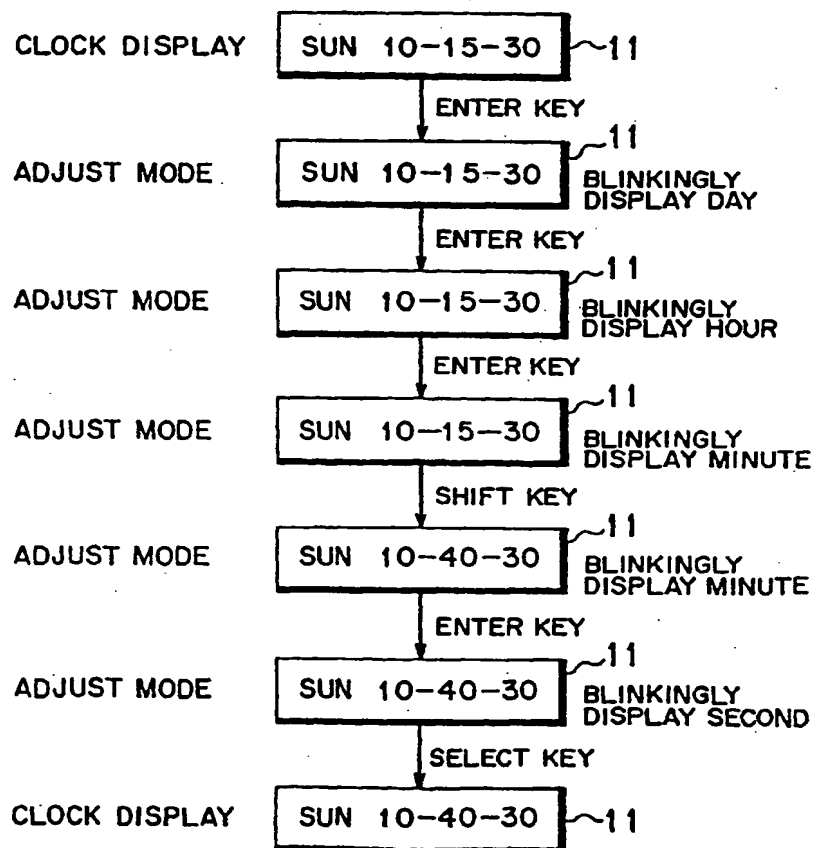 CLOCK DISPLAY SUN 10-15-30 11
ENTER KEY
ADJUST MODE SUN 10-15-30 11
BLINKINGLY
DISPLAY DAY
ENTER KEY
ADJUST MODE SUN 10-15-30 11
BLINKINGLY
DISPLAY HOUR
ENTER KEY
ADJUST MODE SUN 10-15-30 11
BLINKINGLY
DISPLAY MINUTE
SHIFT KEY
ADJUST MODE SUN 10-40-30 11
BLINKINGLY
DISPLAY MINUTE
ENTER KEY
ADJUST MODE SUN 10-40-30 11
BLINKINGLY
DISPLAY SECOND
SELECT KEY
CLOCK DISPLAY SUN 10-40-30 11